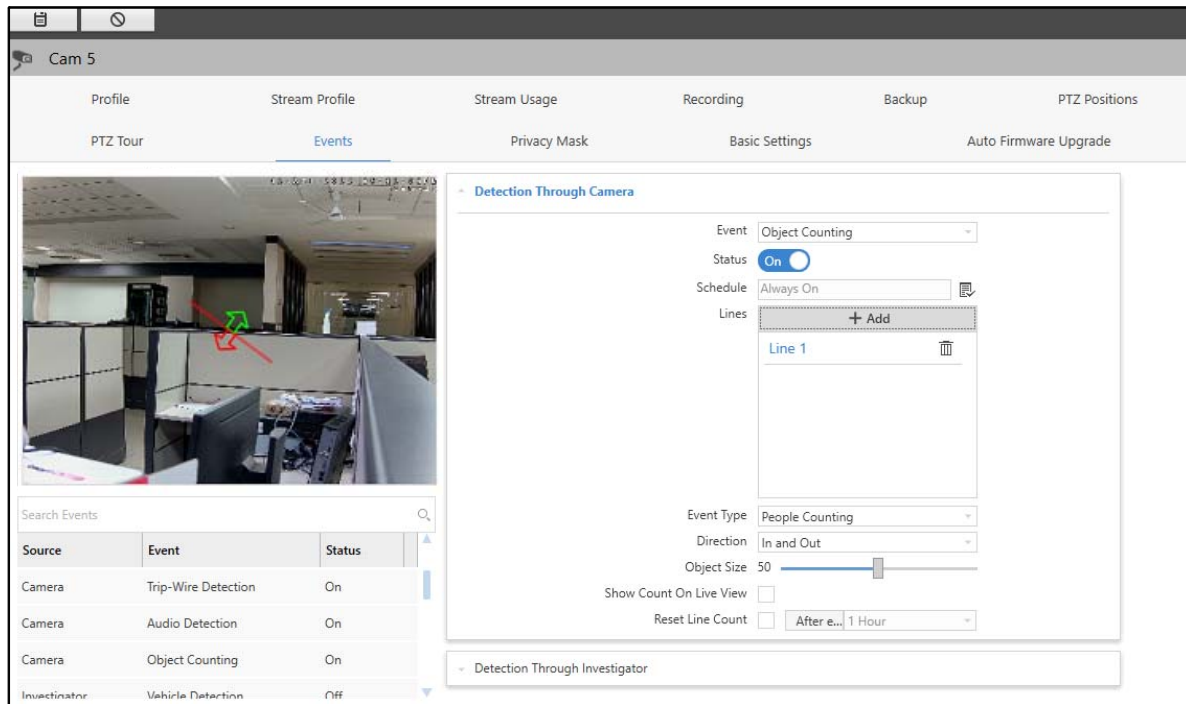 Cam 5
Profile Stream Profile Stream Usage Recording Backup PTZ Positions
PTZ Tour Events Privacy Mask Basic Settings Auto Firmware Upgrade
Detection Through Camera
Event Object Counting
Status On
Schedule Always On
Lines + Add
Line 1
Event Type People Counting
Direction In and Out
Object Size 50
Show Count On Live View
Reset Line Count After e... 1 Hour
Detection Through Investigator
Search Events
Source Event Status
Camera Trip-Wire Detection On
Camera Audio Detection On
Camera Object Counting On
Investigator Vehicle Detection Off